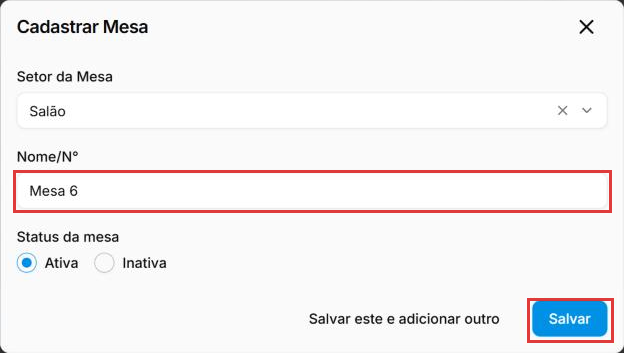 Cadastrar Mesa
Setor da Mesa
Salão
Nome/N°
Mesa 6
Status da mesa
Ativa Inativa
Salvar este e adicionar outro Salvar